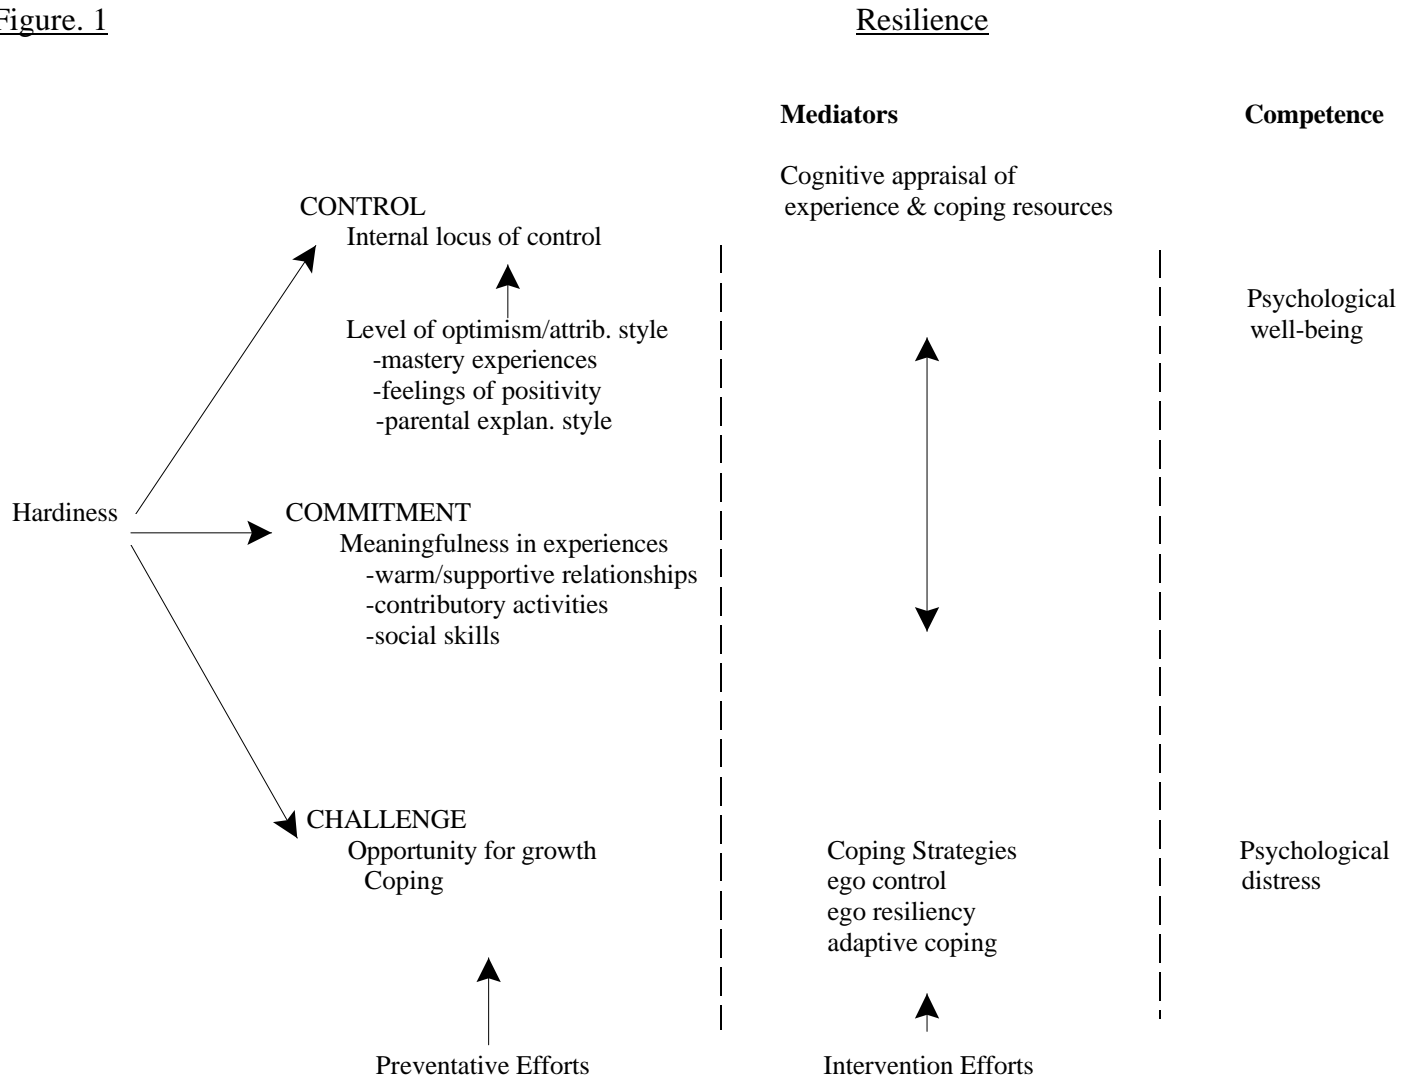 Figure. 1
Resilience
Mediators
Competence
Cognitive appraisal of
experience & coping resources
CONTROL
Internal locus of control
Level of optimism/attrib. style
-mastery experiences
-feelings of positivity
-parental explan. style
Psychological
well-being
Hardiness
COMMITMENT
Meaningfulness in experiences
-warm/supportive relationships
-contributory activities
-social skills
CHALLENGE
Opportunity for growth
Coping
Coping Strategies
ego control
ego resiliency
adaptive coping
Psychological
distress
Preventative Efforts
Intervention Efforts